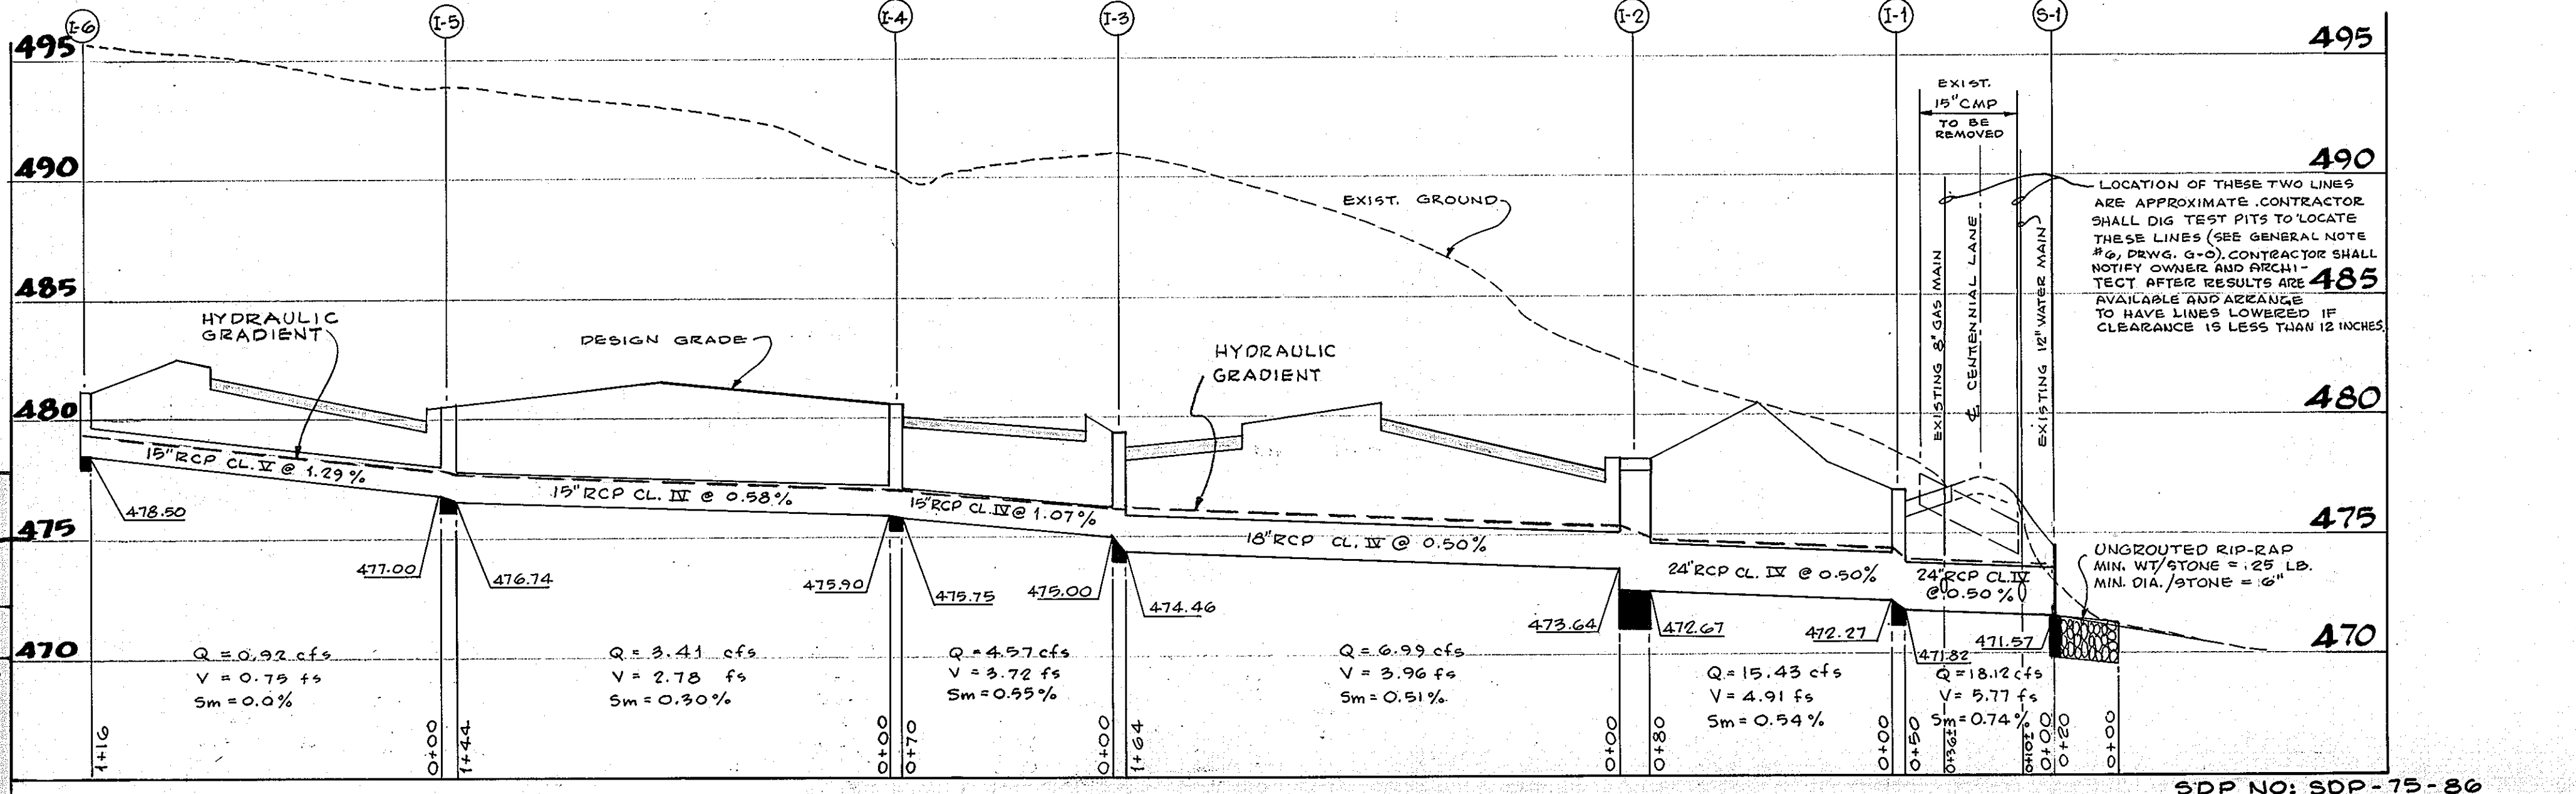 I-6
I-5
I-4
I-3
I-2
I-1
S-1
495
495
490
490
485
485
480
480
475
475
470
470
EXIST.
15" CMP
TO BE
REMOVED
LOCATION OF THESE TWO LINES
ARE APPROXIMATE. CONTRACTOR
SHALL DIG TEST PITS TO LOCATE
THESE LINES (SEE GENERAL NOTE
#6, DRWG. G-0). CONTRACTOR SHALL
NOTIFY OWNER AND ARCHI-
TECT AFTER RESULTS ARE
AVAILABLE AND ARRANGE
TO HAVE LINES LOWERED IF
CLEARANCE IS LESS THAN 12 INCHES.
EXIST. GROUND
EXISTING 8" GAS MAIN
℄ CENTENNIAL LANE
EXISTING 12" WATER MAIN
HYDRAULIC
GRADIENT
DESIGN GRADE
HYDRAULIC
GRADIENT
15" RCP CL. V @ 1.29%
15" RCP CL. IV @ 0.58%
15" RCP CL. IV @ 1.07%
18" RCP CL. IV @ 0.50%
24" RCP CL. IV @ 0.50%
24" RCP CL. IV
@ 0.50%
UNGROUTED RIP-RAP
MIN. WT/STONE = 25 LB.
MIN. DIA./STONE = 6"
478.50
477.00
476.74
475.90
475.75
475.00
474.46
473.64
472.67
472.27
471.82
471.57
Q = 0.92 cfs
V = 0.75 fs
Sm = 0.0%
Q = 3.41 cfs
V = 2.78 fs
Sm = 0.30%
Q = 4.57 cfs
V = 3.72 fs
Sm = 0.55%
Q = 6.99 cfs
V = 3.96 fs
Sm = 0.51%
Q = 15.43 cfs
V = 4.91 fs
Sm = 0.54%
Q = 18.12 cfs
V = 5.77 fs
Sm = 0.74%
1+16
0+00
1+44
0+00
0+70
0+00
1+64
0+00
0+80
0+00
0+50
0+36±
0+10±
0+00
0+20
0+00
SDP NO: SDP-75-86